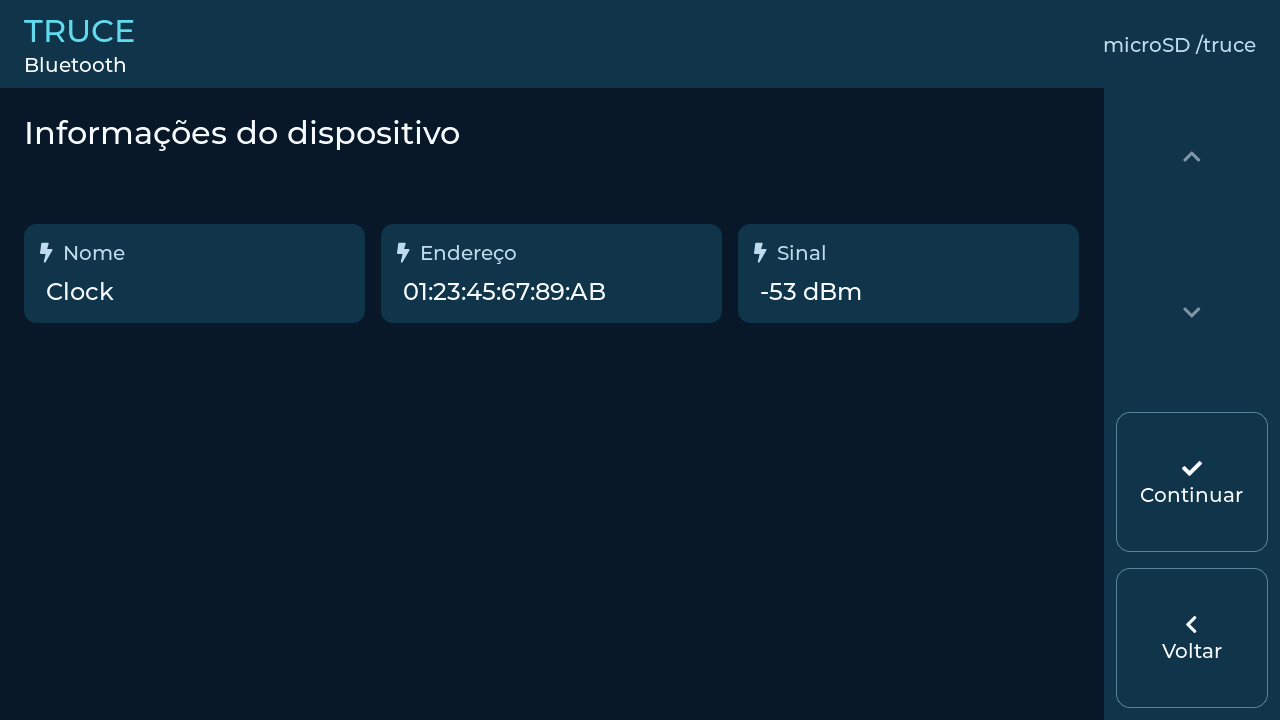 TRUCE
Bluetooth
microSD /truce
Informações do dispositivo
Nome
Clock
Endereço
01:23:45:67:89:AB
Sinal
-53 dBm
Continuar
Voltar